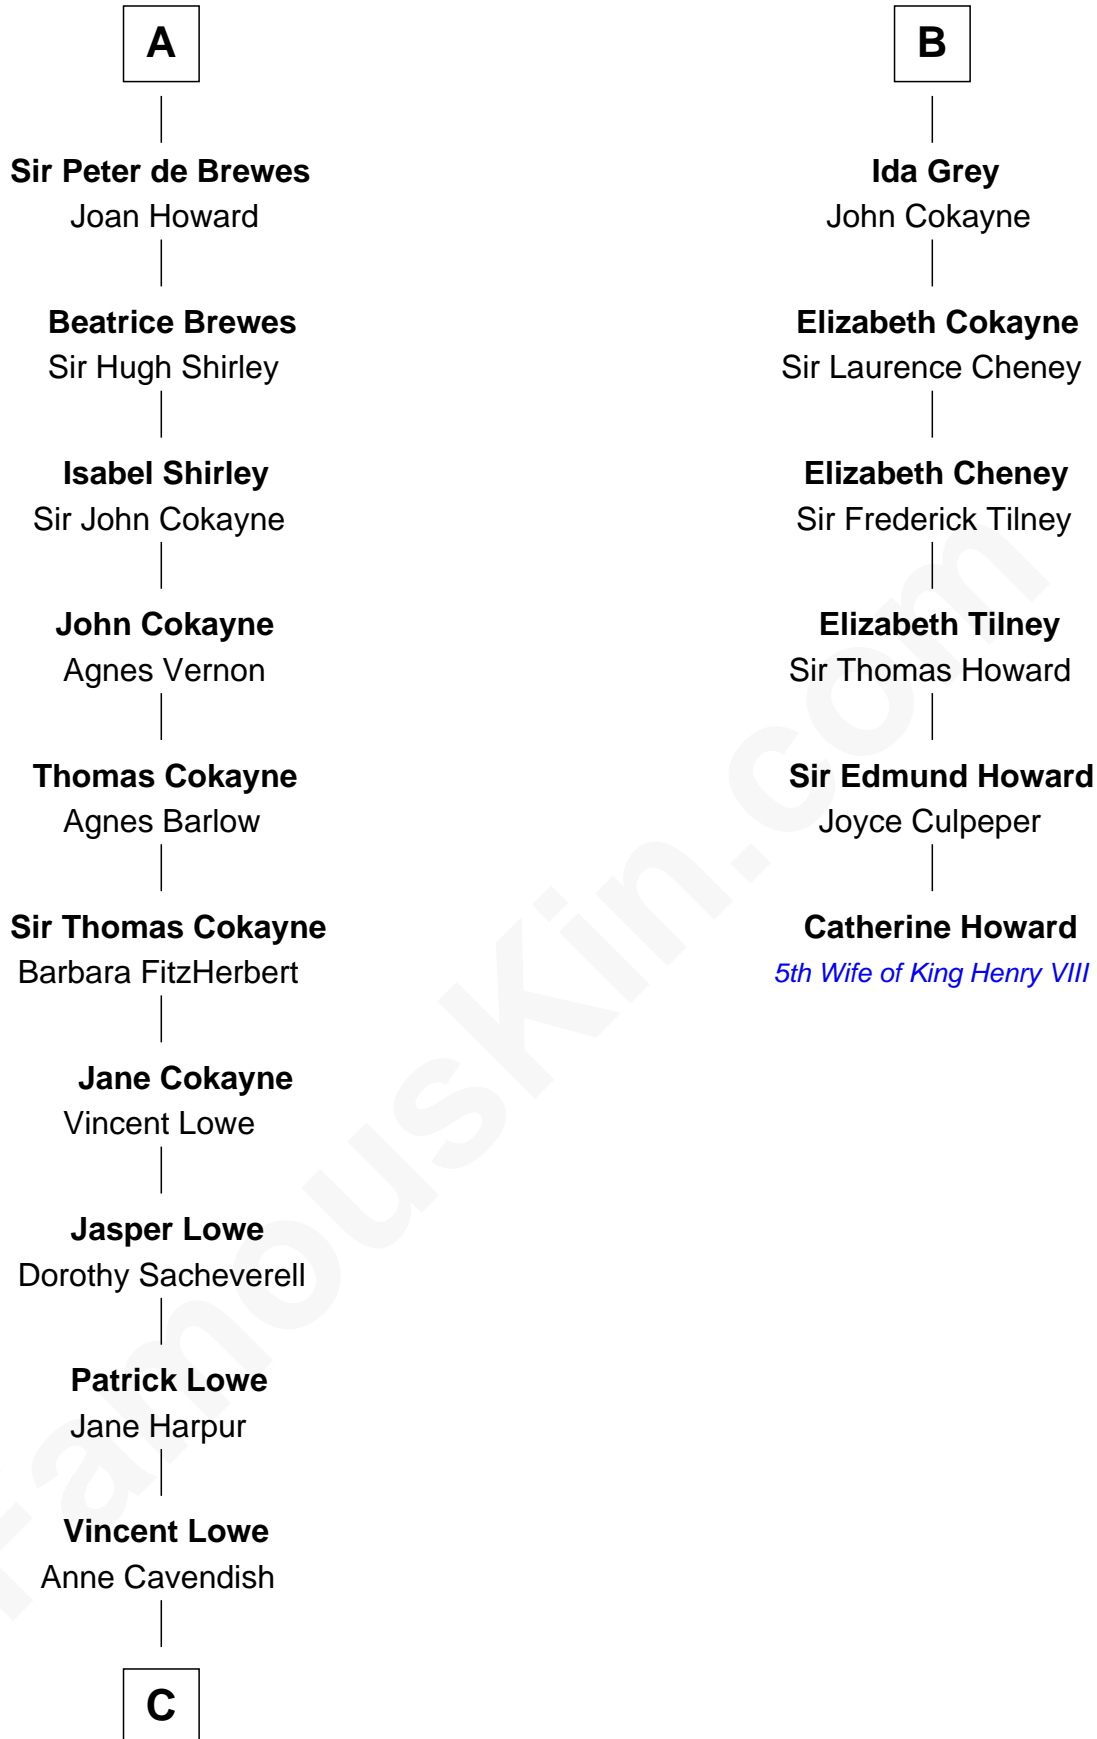 A
Sir Peter de Brewes
Joan Howard
Beatrice Brewes
Sir Hugh Shirley
Isabel Shirley
Sir John Cokayne
John Cokayne
Agnes Vernon
Thomas Cokayne
Agnes Barlow
Sir Thomas Cokayne
Barbara FitzHerbert
Jane Cokayne
Vincent Lowe
Jasper Lowe
Dorothy Sacheverell
Patrick Lowe
Jane Harpur
Vincent Lowe
Anne Cavendish
C
B
Ida Grey
John Cokayne
Elizabeth Cokayne
Sir Laurence Cheney
Elizabeth Cheney
Sir Frederick Tilney
Elizabeth Tilney
Sir Thomas Howard
Sir Edmund Howard
Joyce Culpeper
Catherine Howard
5th Wife of King Henry VIII
FamousKin.com